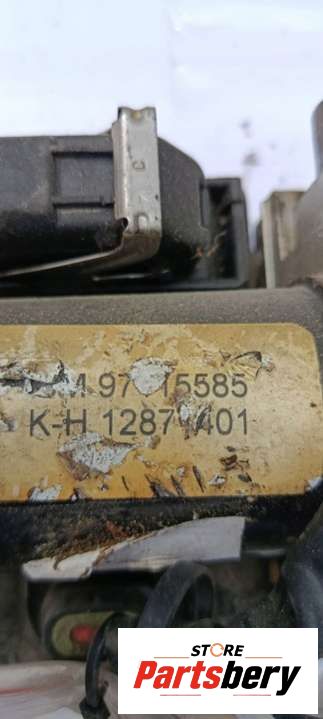 C
97 15585
K-H 1287 401
STORE
Partsbery